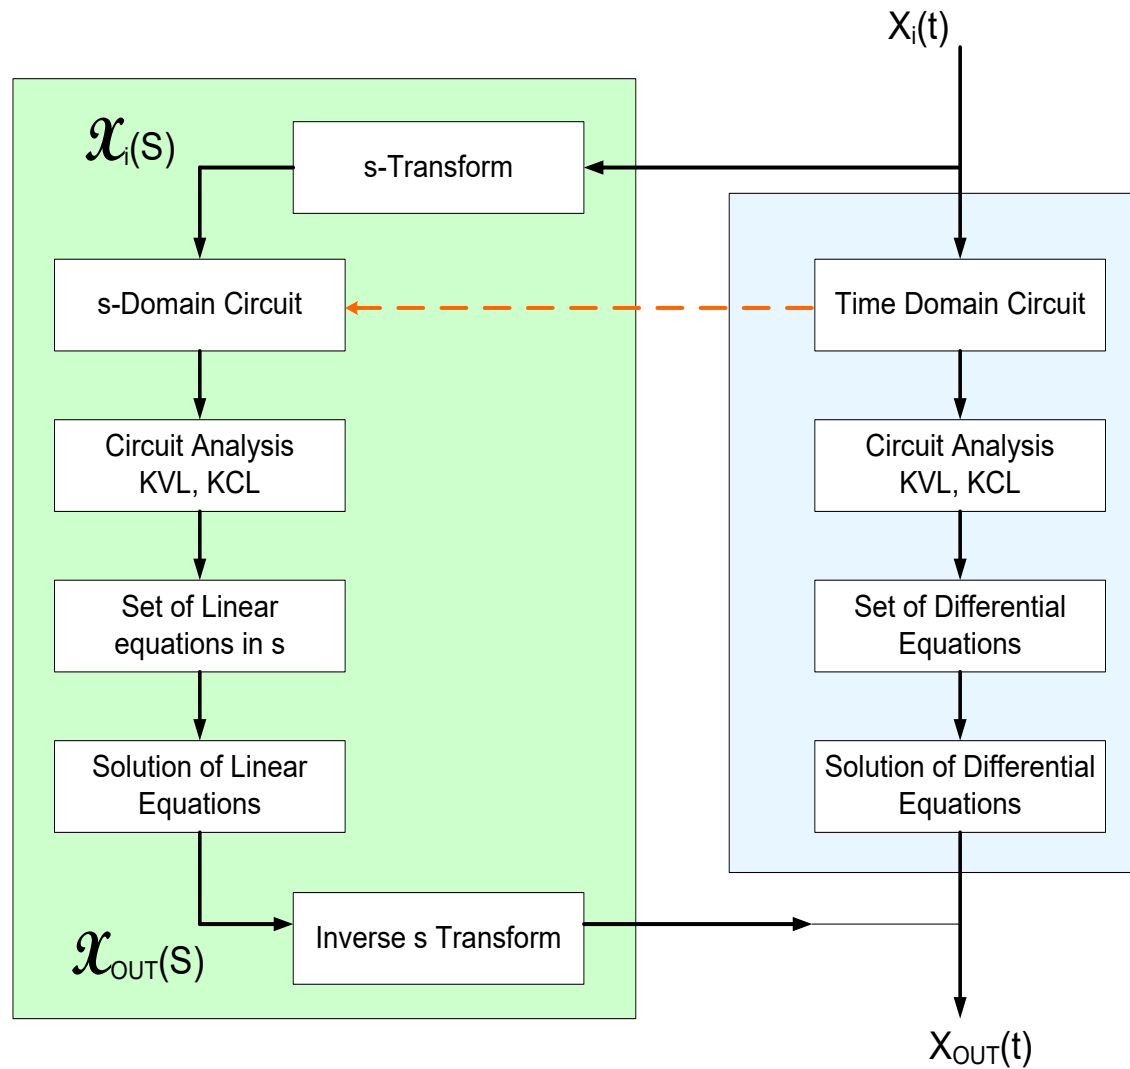 Xi(t)
𝒳i(S)
s-Transform
s-Domain Circuit
Time Domain Circuit
Circuit Analysis
KVL, KCL
Circuit Analysis
KVL, KCL
Set of Linear
equations in s
Set of Differential
Equations
Solution of Linear
Equations
Solution of Differential
Equations
Inverse s Transform
𝒳OUT(S)
XOUT(t)